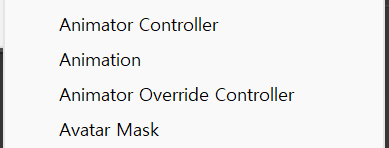 Animator Controller
Animation
Animator Override Controller
Avatar Mask